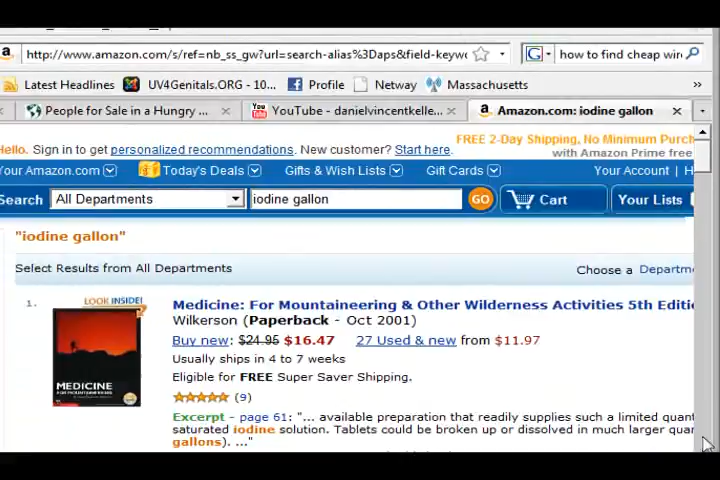 http://www.amazon.com/s/ref=nb_ss_gw?url=search-alias%3Daps&field-keywo
how to find cheap wire
Latest Headlines UV4Genitals.ORG - 10... Profile Netway Massachusetts
People for Sale in a Hungry ... YouTube - danielvincentkelle... Amazon.com: iodine gallon
Hello. Sign in to get personalized recommendations. New customer? Start here.
FREE 2-Day Shipping, No Minimum Purch
with Amazon Prime free
Your Amazon.com Today's Deals Gifts & Wish Lists Gift Cards Your Account | H
Search All Departments iodine gallon GO Cart Your Lists
"iodine gallon"
Select Results from All Departments Choose a Departm
1. LOOK INSIDE!
MEDICINE
Medicine: For Mountaineering & Other Wilderness Activities 5th Editi
Wilkerson (Paperback - Oct 2001)
Buy new: $24.95 $16.47 27 Used & new from $11.97
Usually ships in 4 to 7 weeks
Eligible for FREE Super Saver Shipping.
(9)
Excerpt - page 61: "... available preparation that readily supplies such a limited quant
saturated iodine solution. Tablets could be broken up or dissolved in much larger quar
gallons). ..."